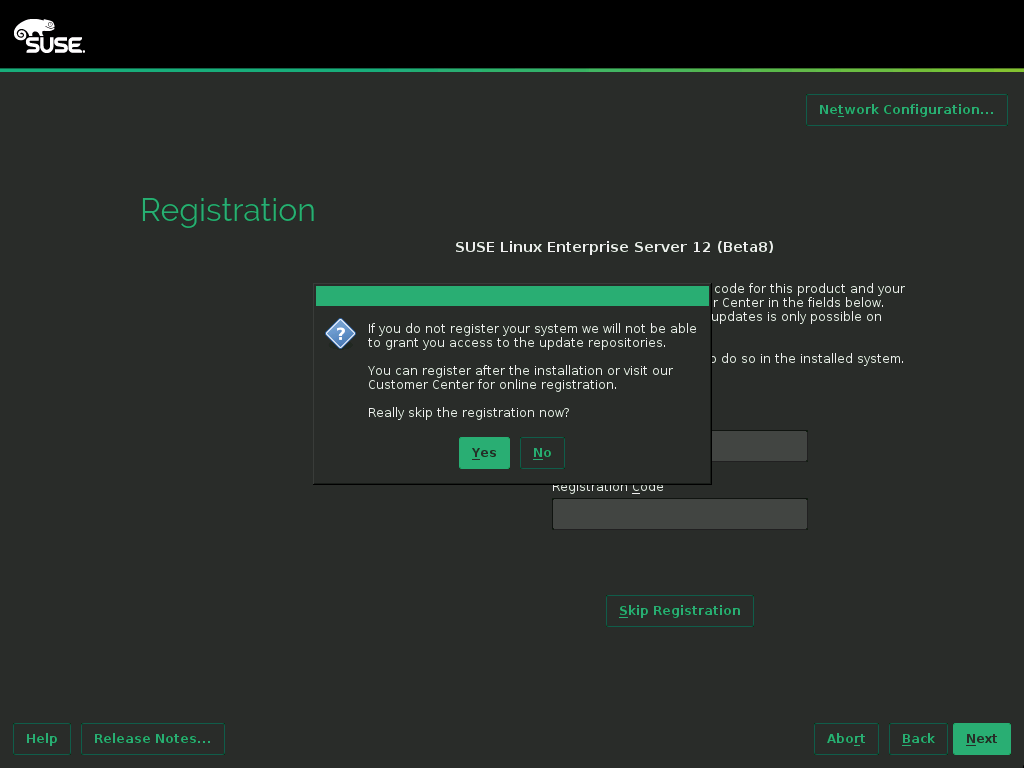 SUSE
Network Configuration...
Registration
SUSE Linux Enterprise Server 12 (Beta8)
code for this product and your
r Center in the fields below.
updates is only possible on
do so in the installed system.
?
If you do not register your system we will not be able
to grant you access to the update repositories.
You can register after the installation or visit our
Customer Center for online registration.
Really skip the registration now?
Yes
No
Registration Code
Skip Registration
Help
Release Notes...
Abort
Back
Next